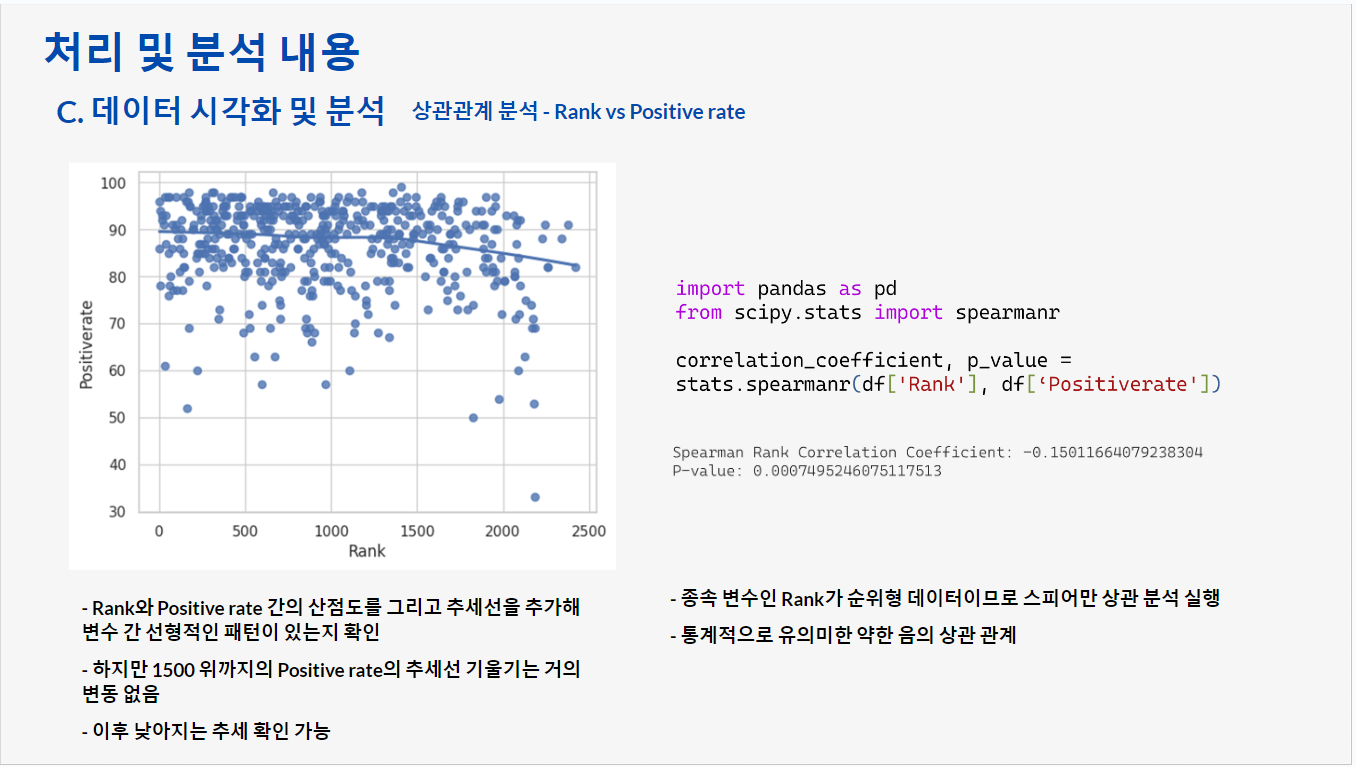 처리 및 분석 내용
C. 데이터 시각화 및 분석 상관관계 분석 - Rank vs Positive rate
100
90
80
70
60
50
40
30
Positiverate
0 500 1000 1500 2000 2500
Rank
- Rank와 Positive rate 간의 산점도를 그리고 추세선을 추가해
변수 간 선형적인 패턴이 있는지 확인
- 하지만 1500 위까지의 Positive rate의 추세선 기울기는 거의
변동 없음
- 이후 낮아지는 추세 확인 가능
import pandas as pd
from scipy.stats import spearmanr
correlation_coefficient, p_value =
stats.spearmanr(df['Rank'], df[‘Positiverate'])
Spearman Rank Correlation Coefficient: -0.15011664079238304
P-value: 0.0007495246075117513
- 종속 변수인 Rank가 순위형 데이터이므로 스피어만 상관 분석 실행
- 통계적으로 유의미한 약한 음의 상관 관계